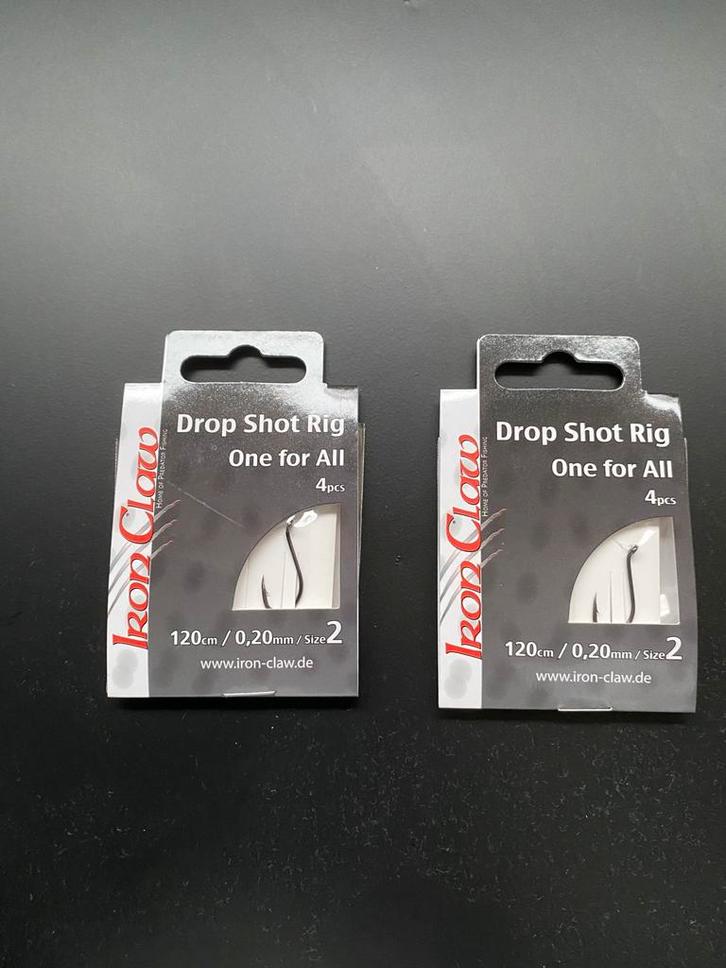 Iron Claw
Home of Predator Fishing
Drop Shot Rig
One for All
4pcs
120cm / 0,20mm / Size 2
www.iron-claw.de
Iron Claw
Home of Predator Fishing
Drop Shot Rig
One for All
4pcs
120cm / 0,20mm / Size 2
www.iron-claw.de